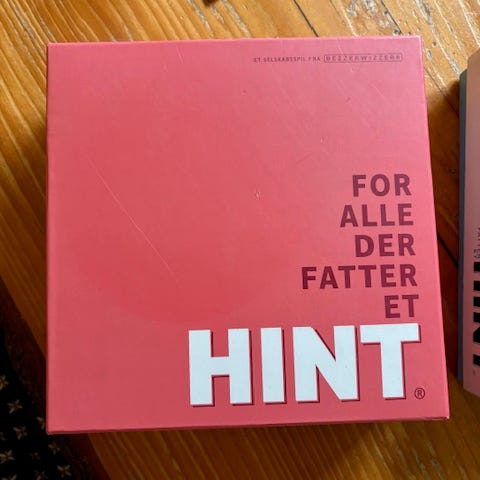 ET SELSKABSSPIL FRA BEZZERWIZZER®
FOR
ALLE
DER
FATTER
ET
HINT®